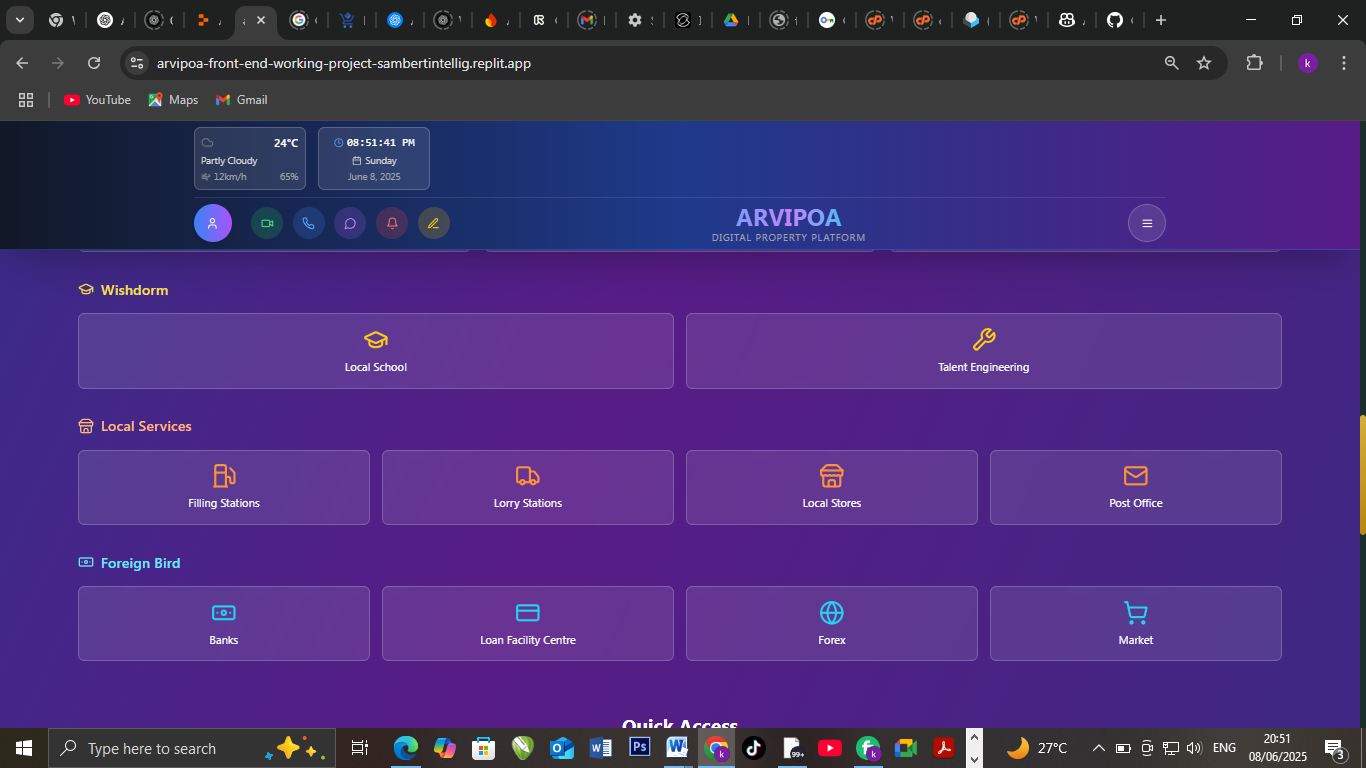 arvipoa-front-end-working-project-sambertintellig.replit.app
k
YouTube
Maps
Gmail
24°C
Partly Cloudy
12km/h
65%
08:51:41 PM
Sunday
June 8, 2025
ARVIPOA
DIGITAL PROPERTY PLATFORM
Wishdorm
Local School
Talent Engineering
Local Services
Filling Stations
Lorry Stations
Local Stores
Post Office
Foreign Bird
Banks
Loan Facility Centre
Forex
Market
Quick Access
Type here to search
Ps
99+
k
k
27°C
ENG
20:51
08/06/2025
3